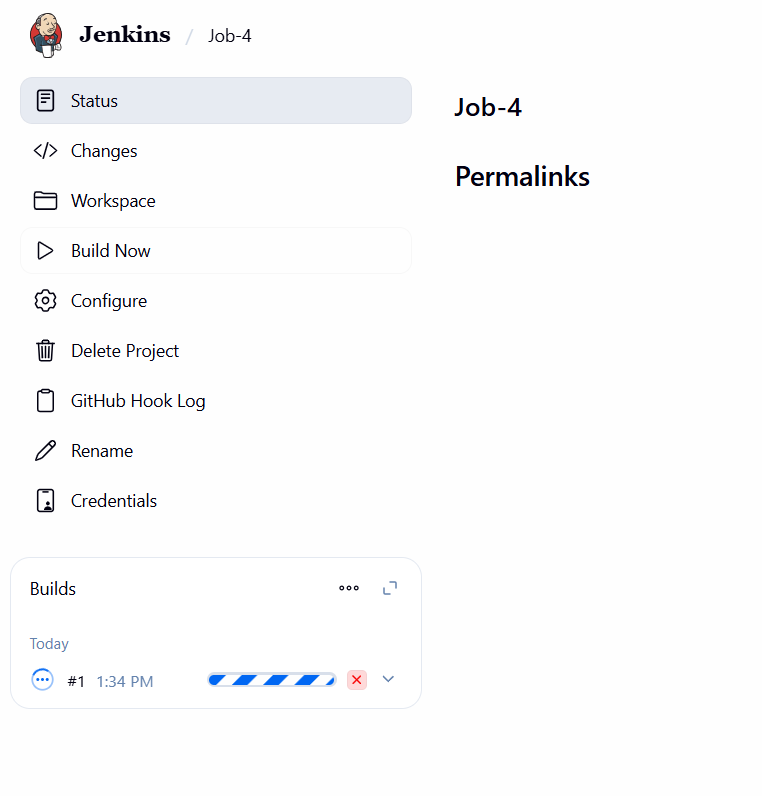 Jenkins / Job-4
Status
Changes
Workspace
Build Now
Configure
Delete Project
GitHub Hook Log
Rename
Credentials
Job-4
Permalinks
Builds
Today
#1 1:34 PM